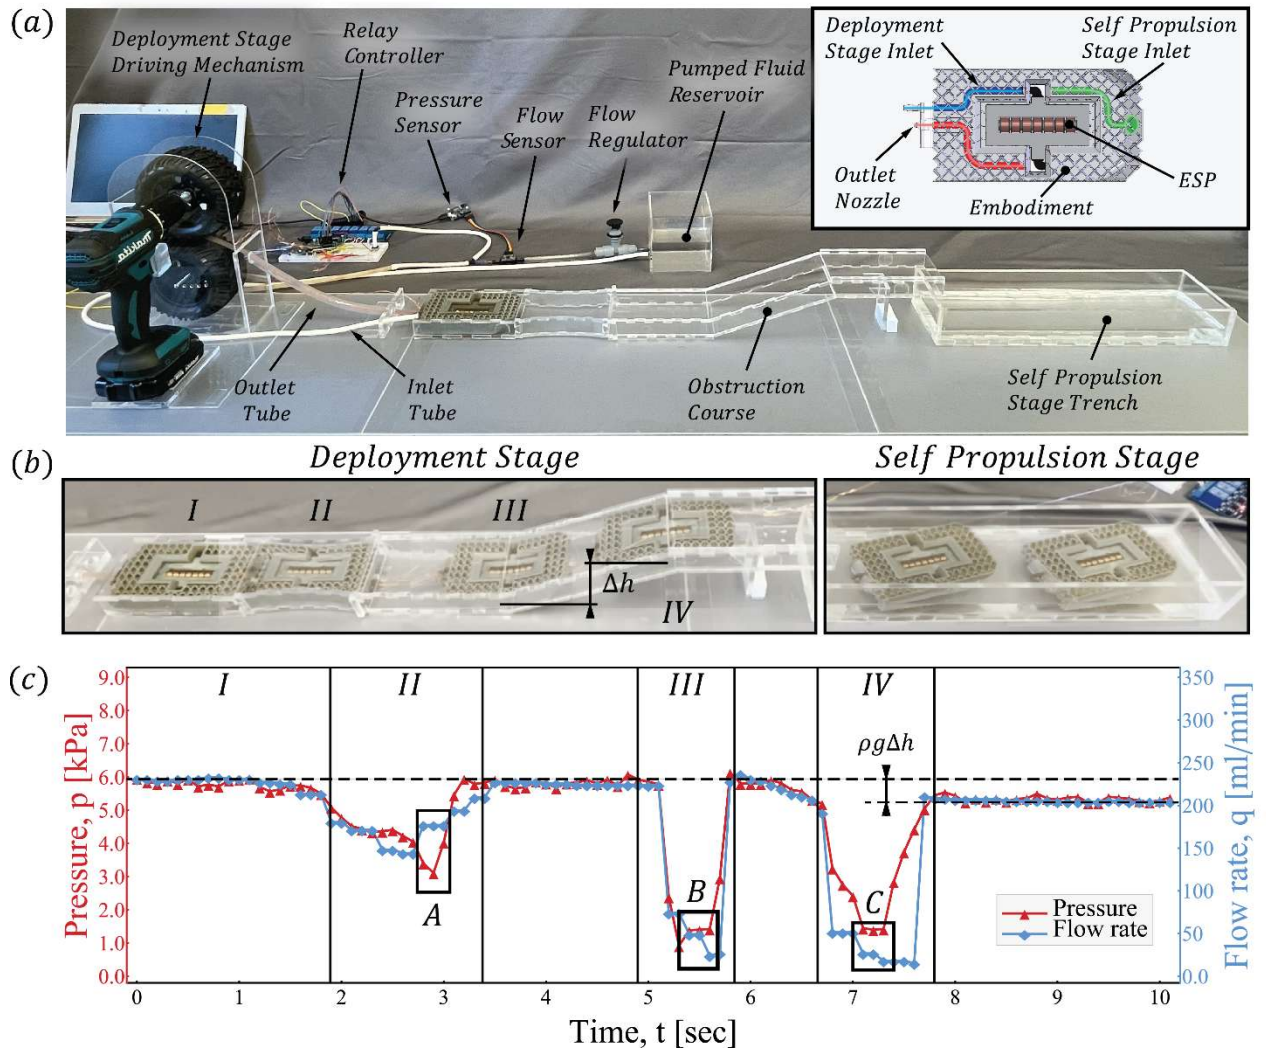 (a)
Deployment Stage
Driving Mechanism
Relay
Controller
Pressure
Sensor
Flow
Sensor
Flow
Regulator
Pumped Fluid
Reservoir
Deployment
Stage Inlet
Self Propulsion
Stage Inlet
Outlet
Nozzle
Embodiment
ESP
makita
Outlet
Tube
Inlet
Tube
Obstruction
Course
Self Propulsion
Stage Trench
(b)
Deployment Stage
Self Propulsion Stage
I
II
III
Δh
IV
(c)
I
II
III
IV
9.0
8.0
7.0
6.0
5.0
4.0
3.0
2.0
1.0
0.0
Pressure, p [kPa]
A
B
C
ρgΔh
Pressure
Flow rate
350
300
250
200
150
100
50
0.0
Flow rate, q [ml/min]
0 1 2 3 4 5 6 7 8 9 10
Time, t [sec]